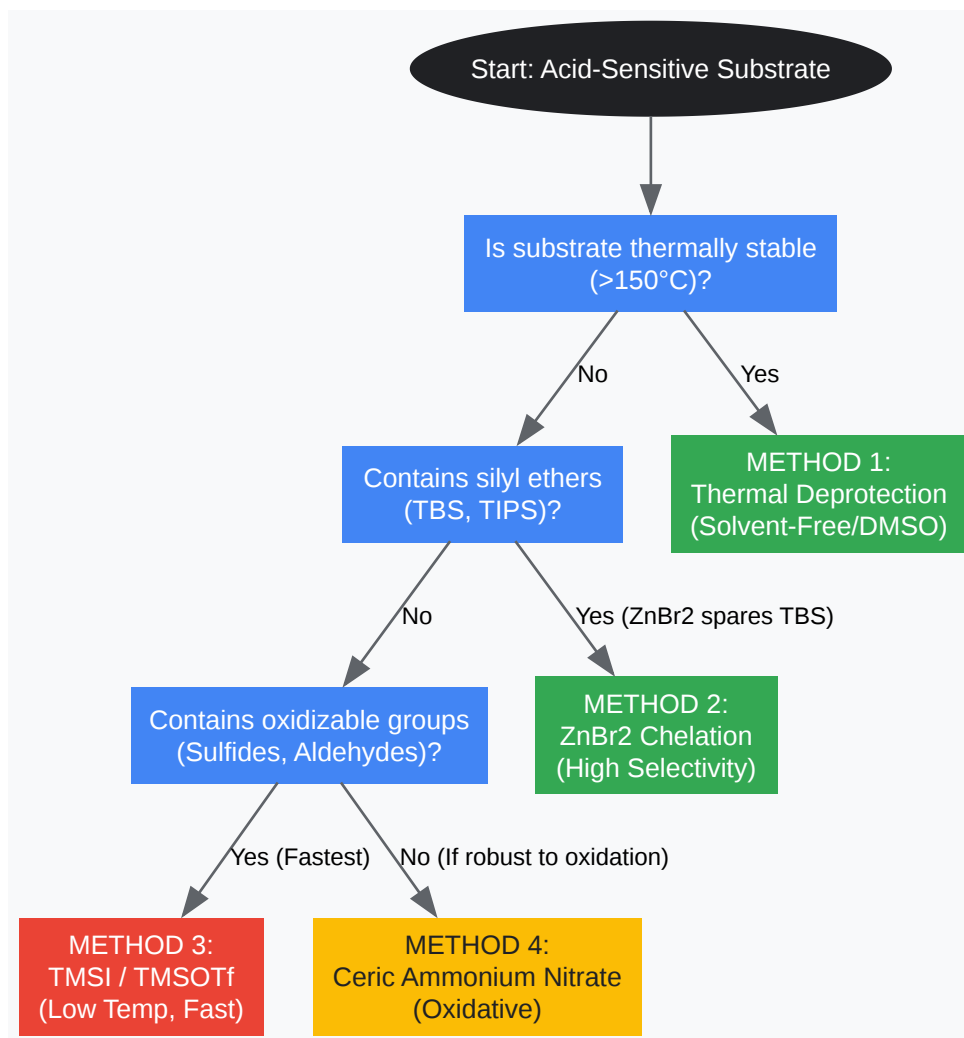 Start: Acid-Sensitive Substrate
Is substrate thermally stable
(>150°C)?
No
Yes
Contains silyl ethers
(TBS, TIPS)?
METHOD 1:
Thermal Deprotection
(Solvent-Free/DMSO)
No
Yes (ZnBr2 spares TBS)
Contains oxidizable groups
(Sulfides, Aldehydes)?
METHOD 2:
ZnBr2 Chelation
(High Selectivity)
Yes (Fastest)
No (If robust to oxidation)
METHOD 3:
TMSI / TMSOTf
(Low Temp, Fast)
METHOD 4:
Ceric Ammonium Nitrate
(Oxidative)